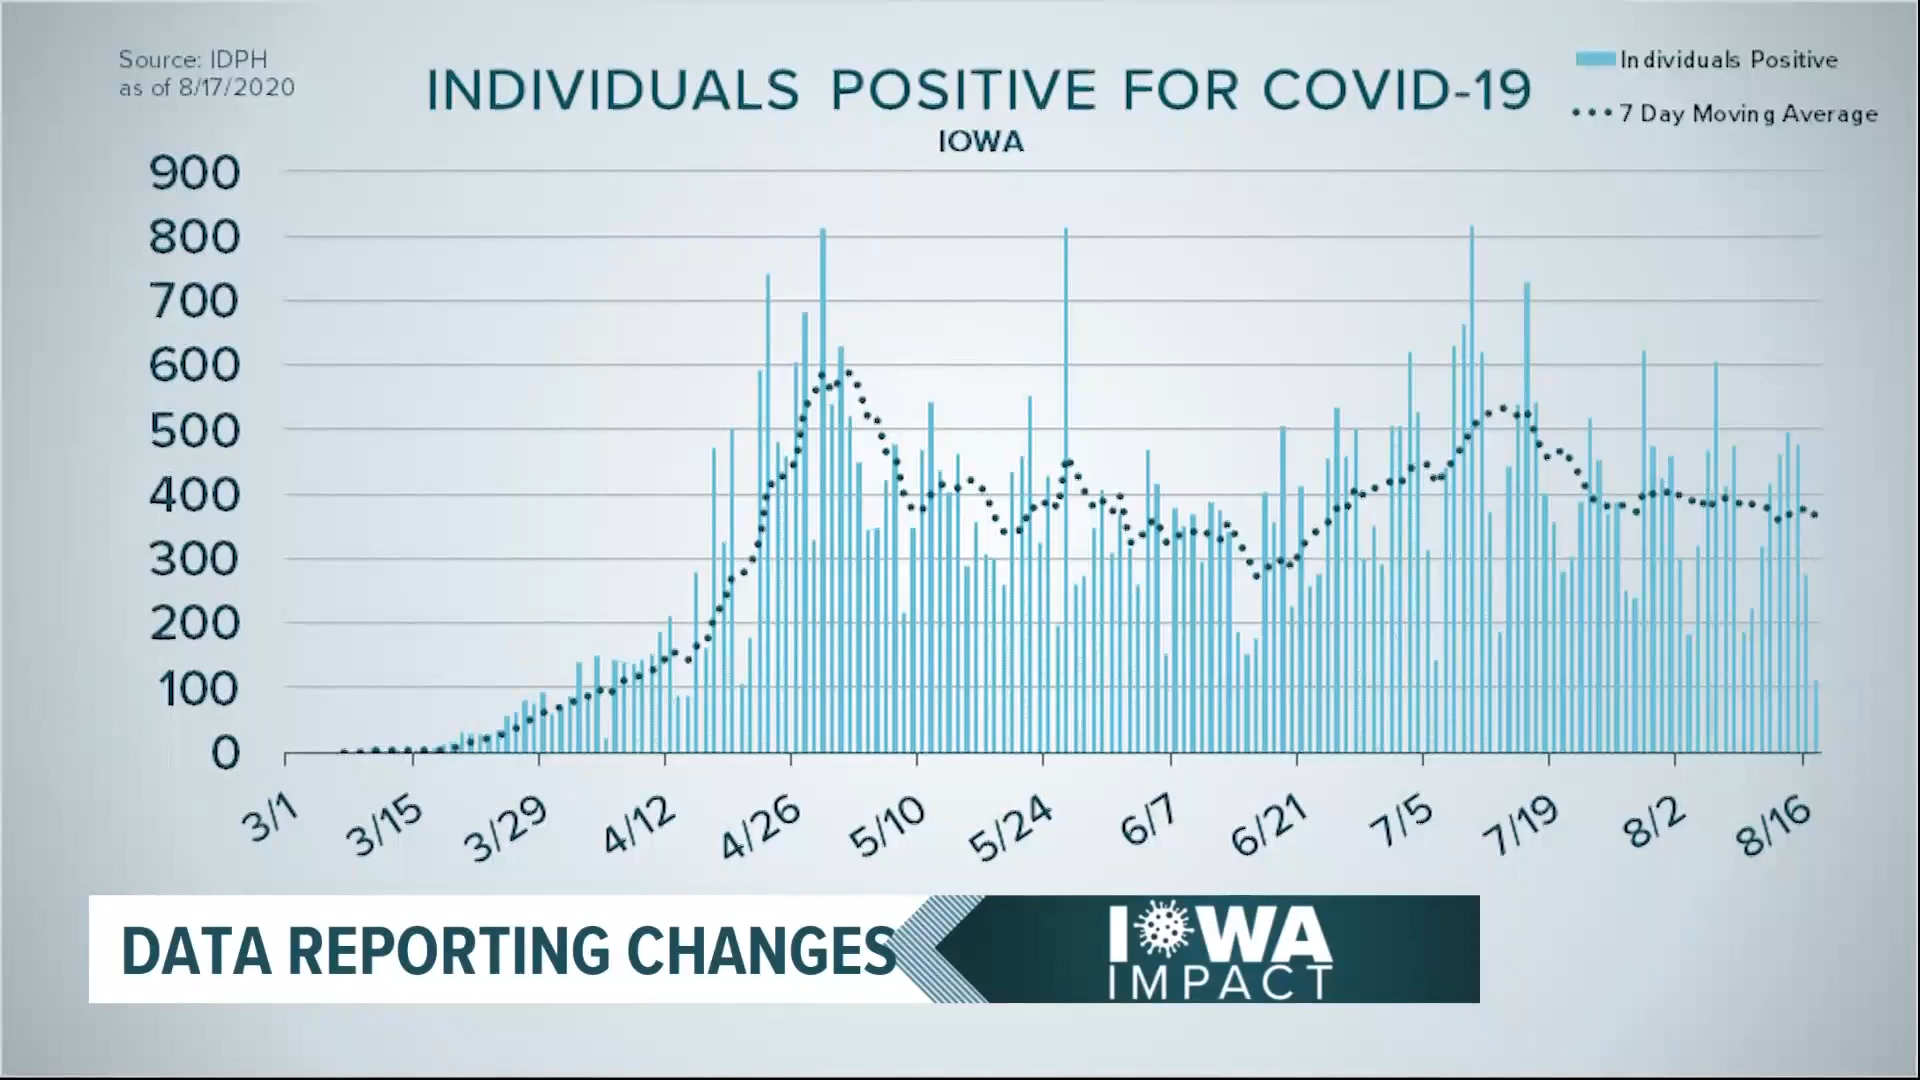 Source: IDPH
as of 8/17/2020
INDIVIDUALS POSITIVE FOR COVID-19
IOWA
Individuals Positive
7 Day Moving Average
900
800
700
600
500
400
300
200
100
0
3/1 3/15 3/29 4/12 4/26 5/10 5/24 6/7 6/21 7/5 7/19 8/2 8/16
DATA REPORTING CHANGES
IOWA
IMPACT